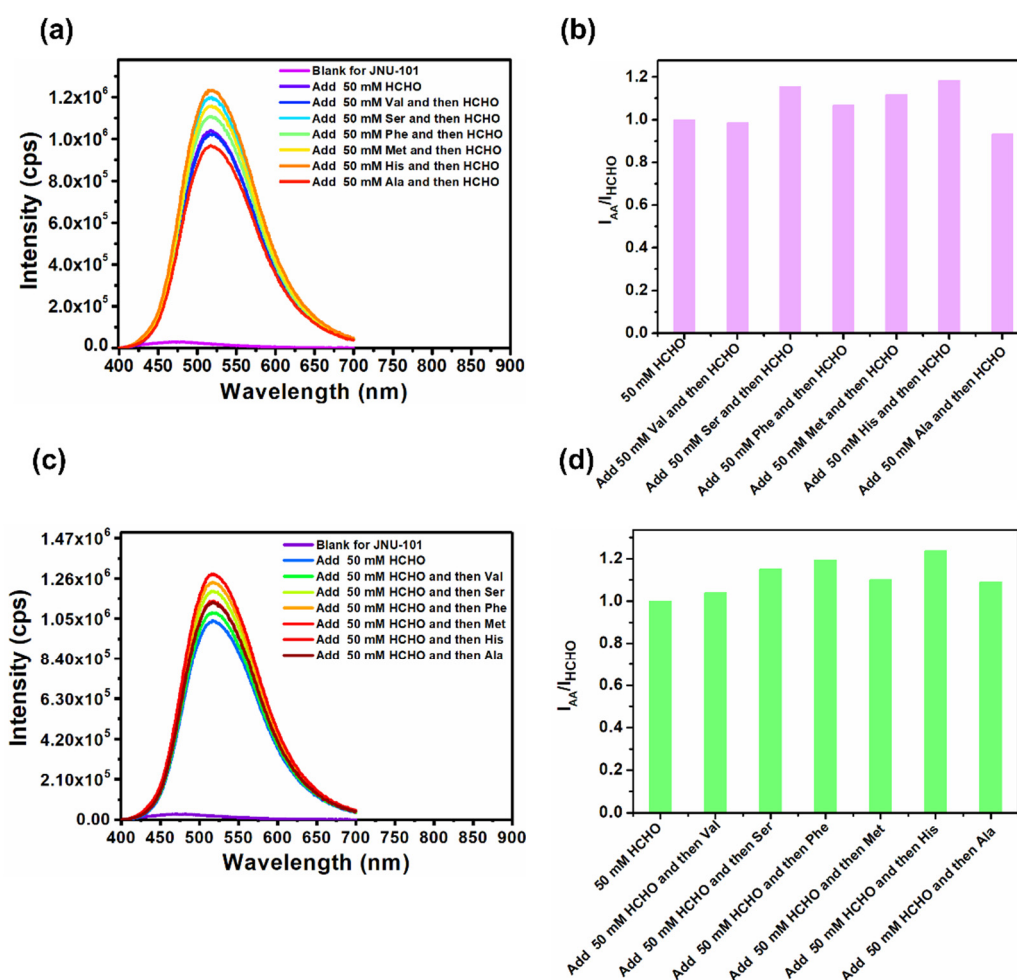 (a)
Intensity (cps)
1.2x10⁶
1.0x10⁶
8.0x10⁵
6.0x10⁵
4.0x10⁵
2.0x10⁵
0.0
400 450 500 550 600 650 700 750 800 850 900
Wavelength (nm)
Blank for JNU-101
Add 50 mM HCHO
Add 50 mM Val and then HCHO
Add 50 mM Ser and then HCHO
Add 50 mM Phe and then HCHO
Add 50 mM Met and then HCHO
Add 50 mM His and then HCHO
Add 50 mM Ala and then HCHO
(b)
I_AA/I_HCHO
1.2
1.0
0.8
0.6
0.4
0.2
0.0
50 mM HCHO
Add 50 mM Val and then HCHO
Add 50 mM Ser and then HCHO
Add 50 mM Phe and then HCHO
Add 50 mM Met and then HCHO
Add 50 mM His and then HCHO
Add 50 mM Ala and then HCHO
(c)
Intensity (cps)
1.47x10⁶
1.26x10⁶
1.05x10⁶
8.40x10⁵
6.30x10⁵
4.20x10⁵
2.10x10⁵
0.00
400 450 500 550 600 650 700 750 800 850 900
Wavelength (nm)
Blank for JNU-101
Add 50 mM HCHO
Add 50 mM HCHO and then Val
Add 50 mM HCHO and then Ser
Add 50 mM HCHO and then Phe
Add 50 mM HCHO and then Met
Add 50 mM HCHO and then His
Add 50 mM HCHO and then Ala
(d)
I_AA/I_HCHO
1.2
1.0
0.8
0.6
0.4
0.2
0.0
50 mM HCHO
Add 50 mM HCHO and then Val
Add 50 mM HCHO and then Ser
Add 50 mM HCHO and then Phe
Add 50 mM HCHO and then Met
Add 50 mM HCHO and then His
Add 50 mM HCHO and then Ala